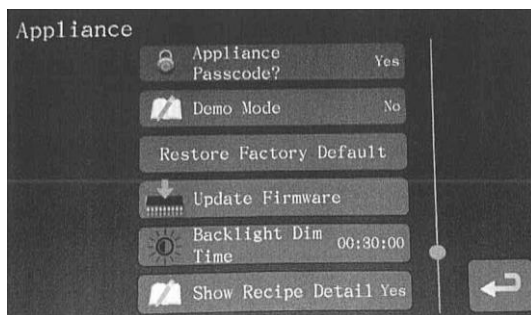 Appliance
Appliance
Passcode? Yes
Demo Mode No
Restore Factory Default
Update Firmware
Backlight Dim
Time 00:30:00
Show Recipe Detail Yes